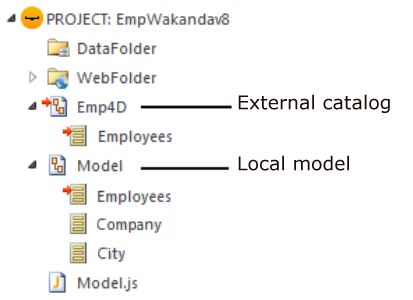 PROJECT: EmpWakandav8
DataFolder
WebFolder
Emp4D External catalog
Employees
Model Local model
Employees
Company
City
Model.js